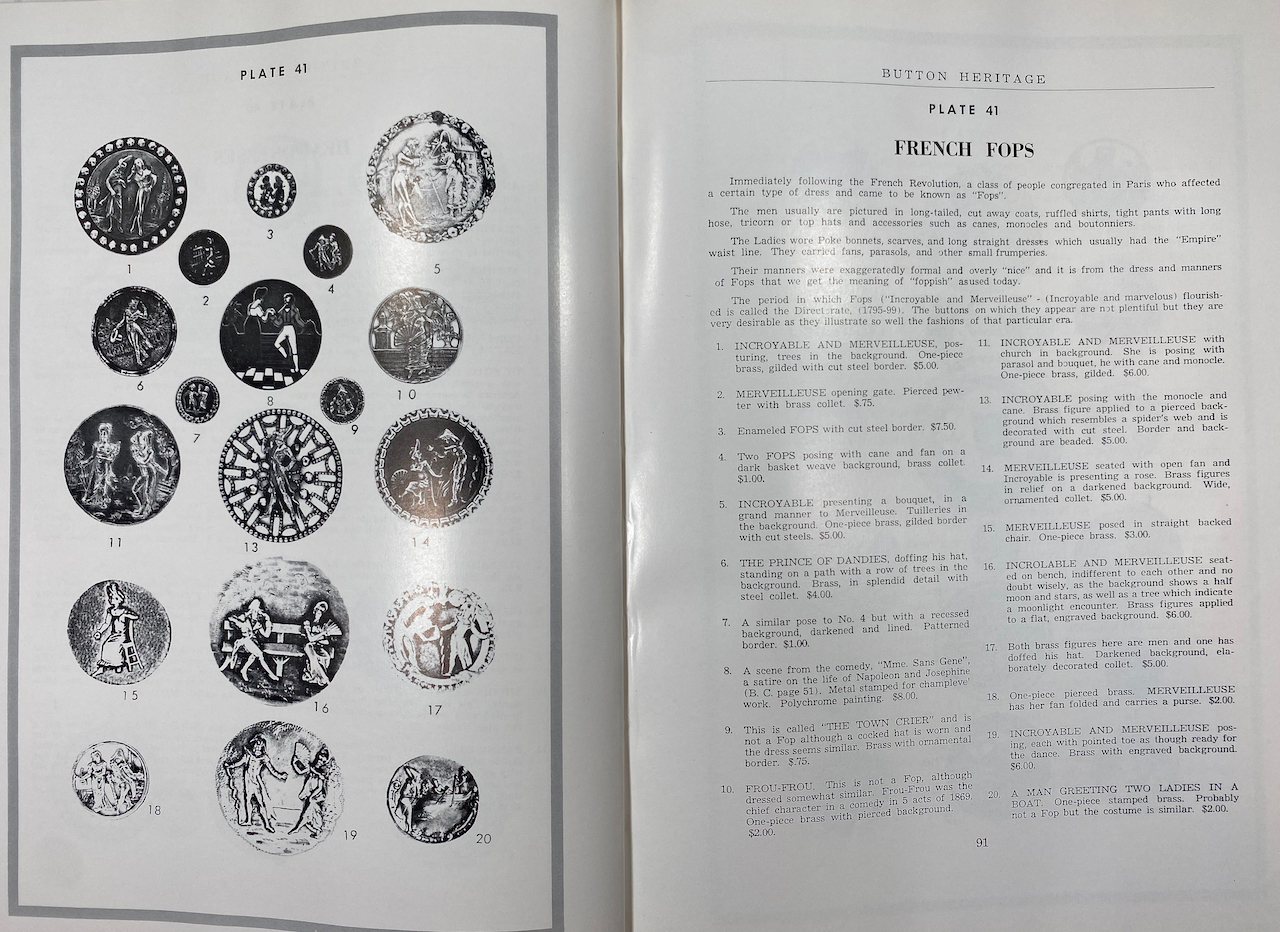 PLATE 41
1
2
3
4
5
6
7
8
9
10
11
13
14
15
16
17
18
19
20
BUTTON HERITAGE
PLATE 41
FRENCH FOPS
Immediately following the French Revolution, a class of people congregated in Paris who affected
a certain type of dress and came to be known as "Fops".
The men usually are pictured in long-tailed, cut away coats, ruffled shirts, tight pants with long
hose, tricorn or top hats and accessories such as canes, monocles and boutonniers.
The Ladies wore Poke bonnets, scarves, and long straight dresses which usually had the "Empire"
waist line. They carried fans, parasols, and other small frumperies.
Their manners were exaggeratedly formal and overly "nice" and it is from the dress and manners
of Fops that we get the meaning of "foppish" asused today.
The period in which Fops ("Incroyable and Merveilleuse" - (Incroyable and marvelous) flourish-
ed is called the Directorate, (1795-99). The buttons on which they appear are not plentiful but they are
very desirable as they illustrate so well the fashions of that particular era.
1. INCROYABLE AND MERVEILLEUSE, pos-
turing, trees in the background. One-piece
brass, gilded with cut steel border. $5.00.
2. MERVEILLEUSE opening gate. Pierced pew-
ter with brass collet. $.75.
3. Enameled FOPS with cut steel border. $7.50.
4. Two FOPS posing with cane and fan on a
dark basket weave background, brass collet.
$1.00.
5. INCROYABLE presenting a bouquet, in a
grand manner to Merveilleuse. Tuilleries in
the background. One-piece brass, gilded border
with cut steels. $5.00.
6. THE PRINCE OF DANDIES, doffing his hat,
standing on a path with a row of trees in the
background. Brass, in splendid detail with
steel collet. $4.00.
7. A similar pose to No. 4 but with a recessed
background, darkened and lined. Patterned
border. $1.00.
8. A scene from the comedy, "Mme. Sans Gene",
a satire on the life of Napoleon and Josephine
(B. C. page 51). Metal stamped for champleve'
work. Polychrome painting. $8.00.
9. This is called "THE TOWN CRIER" and is
not a Fop although a cocked hat is worn and
the dress seems similar. Brass with ornamental
border. $.75.
10. FROU-FROU. This is not a Fop, although
dressed somewhat similar. Frou-Frou was the
chief character in a comedy in 5 acts of 1869.
One-piece brass with pierced background.
$2.00.
11. INCROYABLE AND MERVEILLEUSE with
church in background. She is posing with
parasol and bouquet, he with cane and monocle.
One-piece brass, gilded. $6.00.
13. INCROYABLE posing with the monocle and
cane. Brass figure applied to a pierced back-
ground which resembles a spider's web and is
decorated with cut steel. Border and back-
ground are beaded. $5.00.
14. MERVEILLEUSE seated with open fan and
Incroyable is presenting a rose. Brass figures
in relief on a darkened background. Wide,
ornamented collet. $5.00.
15. MERVEILLEUSE posed in straight backed
chair. One-piece brass. $3.00.
16. INCROLABLE AND MERVEILLEUSE seat-
ed on bench, indifferent to each other and no
doubt wisely, as the background shows a half
moon and stars, as well as a tree which indicate
a moonlight encounter. Brass figures applied
to a flat, engraved background. $6.00.
17. Both brass figures here are men and one has
doffed his hat. Darkened background, ela-
borately decorated collet. $5.00.
18. One-piece pierced brass. MERVEILLEUSE
has her fan folded and carries a purse. $2.00.
19. INCROYABLE AND MERVEILLEUSE pos-
ing, each with pointed toe as though ready for
the dance. Brass with engraved background.
$6.00.
20. A MAN GREETING TWO LADIES IN A
BOAT. One-piece stamped brass. Probably
not a Fop but the costume is similar. $2.00.
91